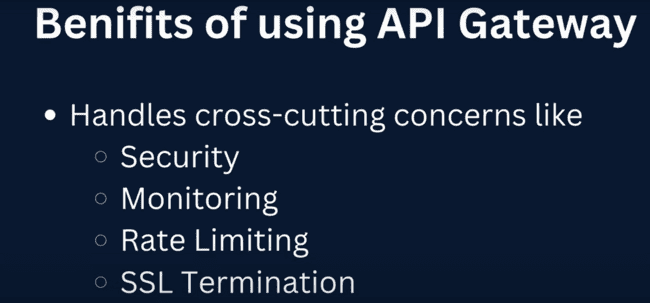 Benifits of using API Gateway
• Handles cross-cutting concerns like
○ Security
○ Monitoring
○ Rate Limiting
○ SSL Termination